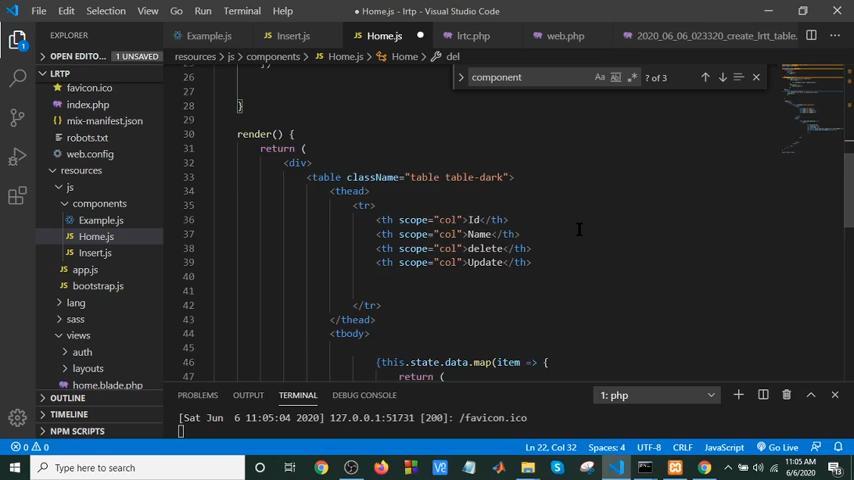 File Edit Selection View Go Run Terminal Help
● Home.js - lrtp - Visual Studio Code
EXPLORER
Example.js
Insert.js
Home.js
lrtc.php
web.php
2020_06_06_023320_create_lrtt_table.
OPEN EDITO... 1 UNSAVED
resources > js > components > Home.js > Home > del
LRTP
component
Aa
? of 3
favicon.ico
index.php
mix-manifest.json
robots.txt
web.config
resources
js
components
Example.js
Home.js
Insert.js
app.js
bootstrap.js
lang
sass
views
auth
layouts
home.blade.php
OUTLINE
TIMELINE
NPM SCRIPTS
26
27
28 }
29
30 render() {
31 return (
32 <div>
33 <table className="table table-dark">
34 <thead>
35 <tr>
36 <th scope="col">Id</th>
37 <th scope="col">Name</th>
38 <th scope="col">delete</th>
39 <th scope="col">Update</th>
40
41
42 </tr>
43 </thead>
44 <tbody>
45
46 {this.state.data.map(item => {
47 return (
PROBLEMS OUTPUT TERMINAL DEBUG CONSOLE
1: php
[Sat Jun 6 11:05:04 2020] 127.0.0.1:51731 [200]: /favicon.ico
0 0
Ln 22, Col 32 Spaces: 4 UTF-8 CRLF JavaScript Go Live
Type here to search
11:05 AM
6/6/2020